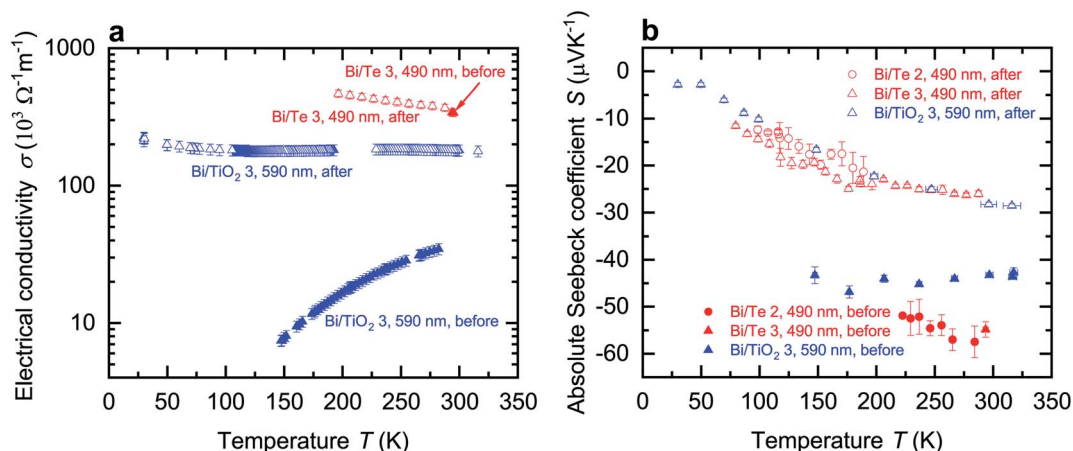 a
Electrical conductivity σ (10³ Ω⁻¹m⁻¹)
1000
100
10
Bi/Te 3, 490 nm, before
Bi/Te 3, 490 nm, after
Bi/TiO₂ 3, 590 nm, after
Bi/TiO₂ 3, 590 nm, before
0 50 100 150 200 250 300 350
Temperature T (K)
b
Absolute Seebeck coefficient S (μVK⁻¹)
0
-10
-20
-30
-40
-50
-60
Bi/Te 2, 490 nm, after
Bi/Te 3, 490 nm, after
Bi/TiO₂ 3, 590 nm, after
Bi/Te 2, 490 nm, before
Bi/Te 3, 490 nm, before
Bi/TiO₂ 3, 590 nm, before
0 50 100 150 200 250 300 350
Temperature T (K)